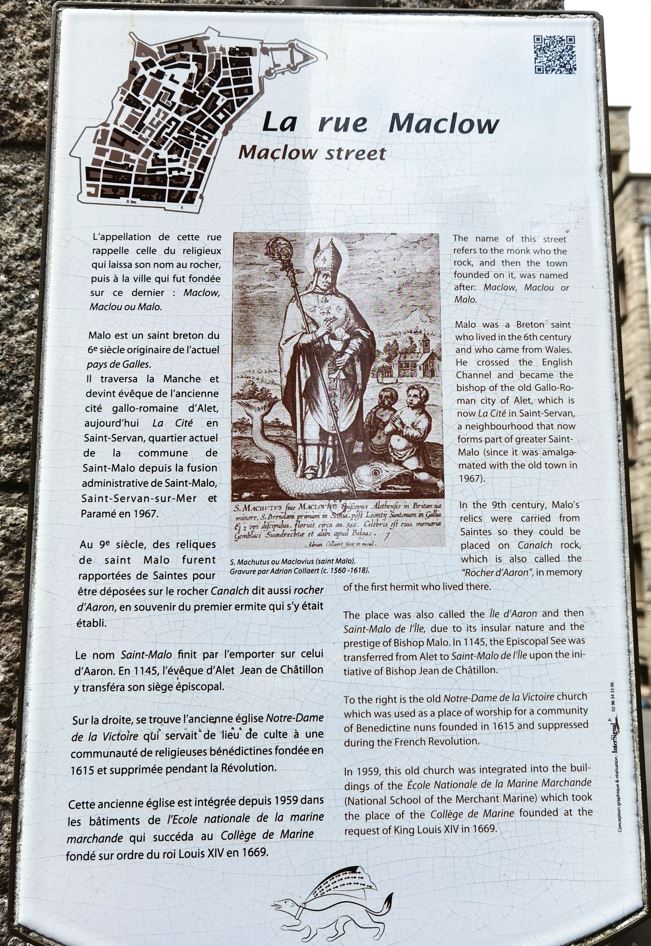 La rue Maclow
Maclow street
L'appellation de cette rue
rappelle celle du religieux
qui laissa son nom au rocher,
puis à la ville qui fut fondée
sur ce dernier : Maclow,
Maclou ou Malo.
Malo est un saint breton du
6e siècle originaire de l'actuel
pays de Galles.
Il traversa la Manche et
devint évêque de l'ancienne
cité gallo-romaine d'Alet,
aujourd'hui La Cité en
Saint-Servan, quartier actuel
de la commune de
Saint-Malo depuis la fusion
administrative de Saint-Malo,
Saint-Servan-sur-Mer et
Paramé en 1967.
Au 9e siècle, des reliques
de saint Malo furent
rapportées de Saintes pour
être déposées sur le rocher Canalch dit aussi rocher
d'Aaron, en souvenir du premier ermite qui s'y était
établi.
Le nom Saint-Malo finit par l'emporter sur celui
d'Aaron. En 1145, l'évêque d'Alet Jean de Châtillon
y transféra son siège épiscopal.
Sur la droite, se trouve l'ancienne église Notre-Dame
de la Victoire qui servait de lieu de culte à une
communauté de religieuses bénédictines fondée en
1615 et supprimée pendant la Révolution.
Cette ancienne église est intégrée depuis 1959 dans
les bâtiments de l'Ecole nationale de la marine
marchande qui succéda au Collège de Marine
fondé sur ordre du roi Louis XIV en 1669.
S. MACHVTVS sive MACLOVIUS Episcopus Alethensis in Britannia
minore, S. Brendani
Adrian Collaert
S. Machutus ou Maclovius (saint Malo).
Gravure par Adrian Collaert (c. 1560 -1618).
The name of this street
refers to the monk who the
rock, and then the town
founded on it, was named
after: Maclow, Maclou or
Malo.
Malo was a Breton saint
who lived in the 6th century
and who came from Wales.
He crossed the English
Channel and became the
bishop of the old Gallo-Ro-
man city of Alet, which is
now La Cité in Saint-Servan,
a neighbourhood that now
forms part of greater Saint-
Malo (since it was amalga-
mated with the old town in
1967).
In the 9th century, Malo's
relics were carried from
Saintes so they could be
placed on Canalch rock,
which is also called the
"Rocher d'Aaron", in memory
of the first hermit who lived there.
The place was also called the Île d'Aaron and then
Saint-Malo de l'Île, due to its insular nature and the
prestige of Bishop Malo. In 1145, the Episcopal See was
transferred from Alet to Saint-Malo de l'Île upon the ini-
tiative of Bishop Jean de Châtillon.
To the right is the old Notre-Dame de la Victoire church
which was used as a place of worship for a community
of Benedictine nuns founded in 1615 and suppressed
during the French Revolution.
In 1959, this old church was integrated into the buil-
dings of the École Nationale de la Marine Marchande
(National School of the Merchant Marine) which took
the place of the Collège de Marine founded at the
request of King Louis XIV in 1669.
Conception graphique & réalisation
02 96 34 33 06